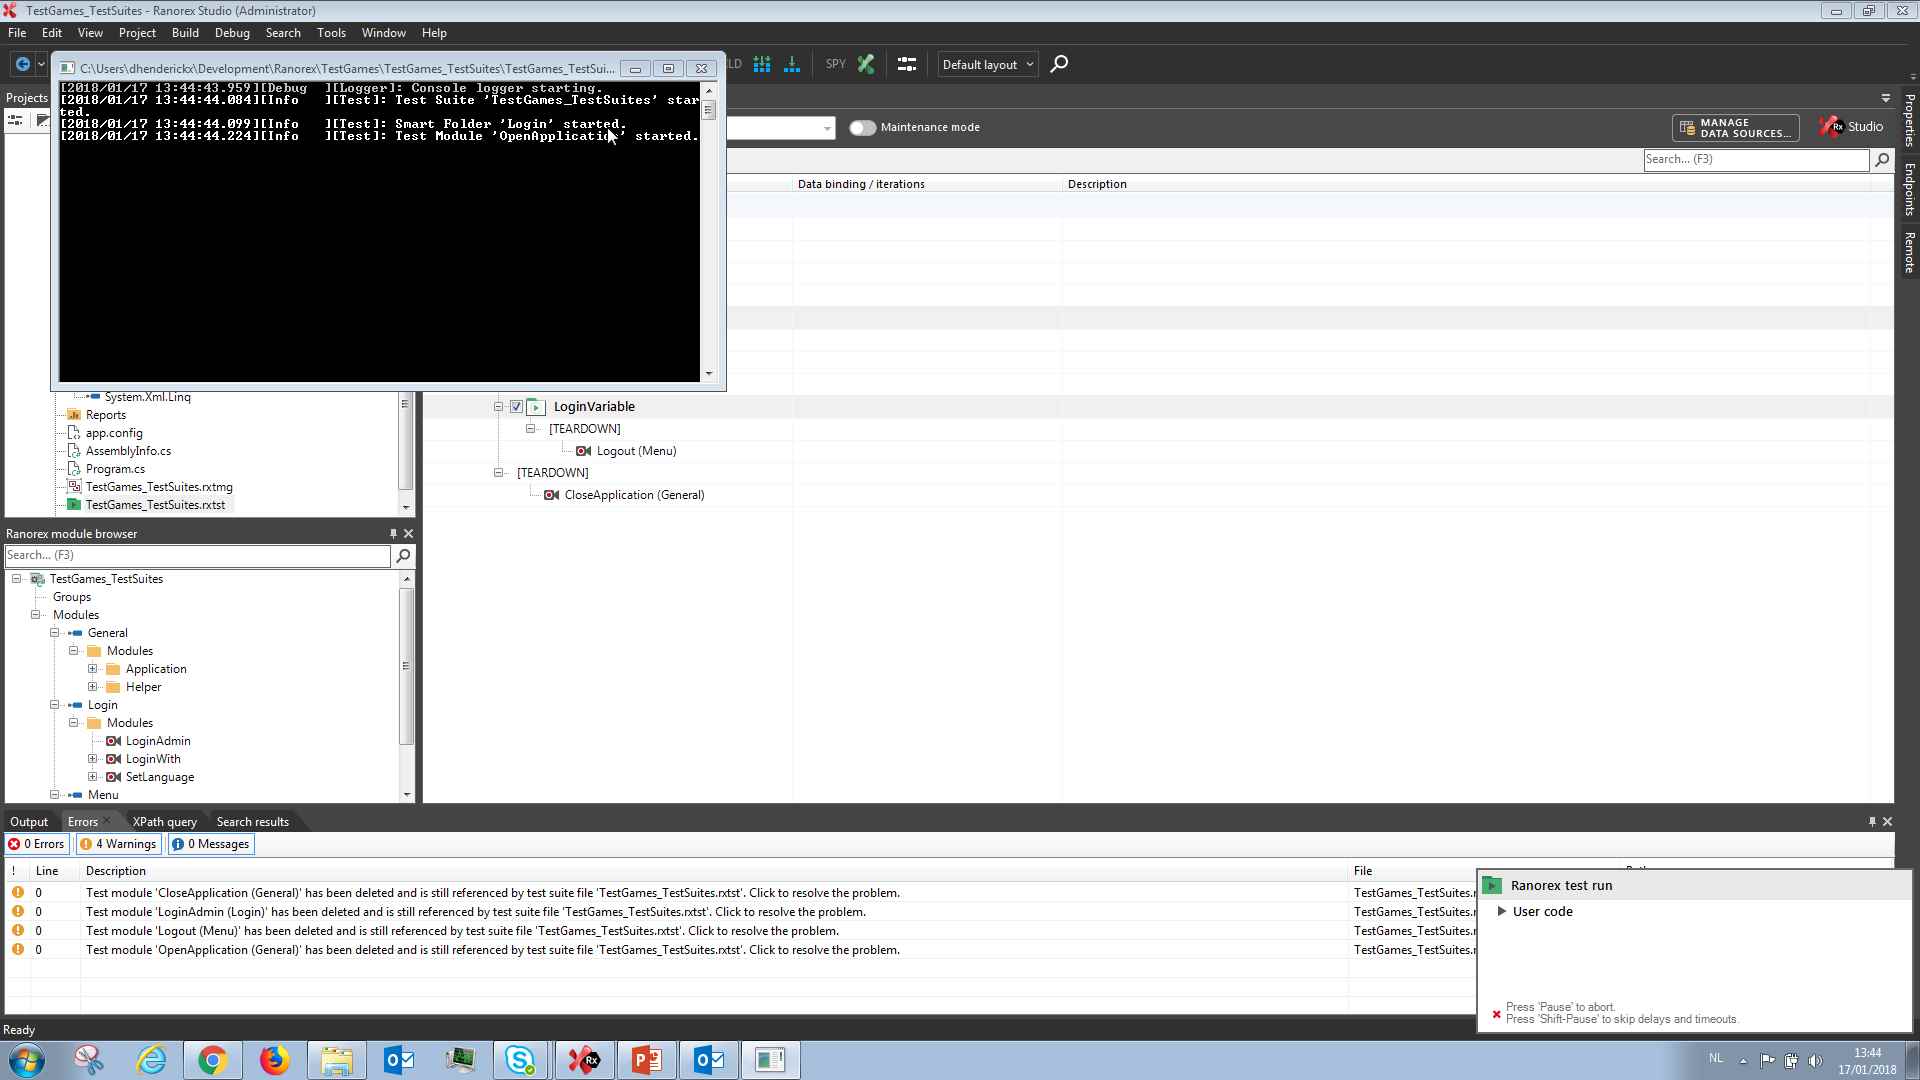 TestGames_TestSuites - Ranorex Studio (Administrator)
File Edit View Project Build Debug Search Tools Window Help
C:\Users\dhenderickx\Development\Ranorex\TestGames\TestGames_TestSuites\TestGames_TestSui...
LD SPY Default layout
[2018/01/17 13:44:43.959][Debug ][Logger]: Console logger starting.
[2018/01/17 13:44:44.084][Info ][Test]: Test Suite 'TestGames_TestSuites' star
ted.
[2018/01/17 13:44:44.099][Info ][Test]: Smart Folder 'Login' started.
[2018/01/17 13:44:44.224][Info ][Test]: Test Module 'OpenApplication' started.
Projects
Maintenance mode
MANAGE
DATA SOURCES...
Rx Studio
Search... (F3)
Data binding / iterations Description
Properties
Endpoints
Remote
System.Xml.Linq
Reports
app.config
AssemblyInfo.cs
Program.cs
TestGames_TestSuites.rxtmg
TestGames_TestSuites.rxtst
LoginVariable
[TEARDOWN]
Logout (Menu)
[TEARDOWN]
CloseApplication (General)
Ranorex module browser
Search... (F3)
TestGames_TestSuites
Groups
Modules
General
Modules
Application
Helper
Login
Modules
LoginAdmin
LoginWith
SetLanguage
Menu
Output Errors XPath query Search results
0 Errors 4 Warnings 0 Messages
! Line Description File
0 Test module 'CloseApplication (General)' has been deleted and is still referenced by test suite file 'TestGames_TestSuites.rxtst'. Click to resolve the problem. TestGames_TestSuites.r
0 Test module 'LoginAdmin (Login)' has been deleted and is still referenced by test suite file 'TestGames_TestSuites.rxtst'. Click to resolve the problem. TestGames_TestSuites.r
0 Test module 'Logout (Menu)' has been deleted and is still referenced by test suite file 'TestGames_TestSuites.rxtst'. Click to resolve the problem. TestGames_TestSuites.r
0 Test module 'OpenApplication (General)' has been deleted and is still referenced by test suite file 'TestGames_TestSuites.rxtst'. Click to resolve the problem. TestGames_TestSuites.r
Ranorex test run
User code
Press 'Pause' to abort.
Press 'Shift-Pause' to skip delays and timeouts.
Ready
NL
13:44
17/01/2018